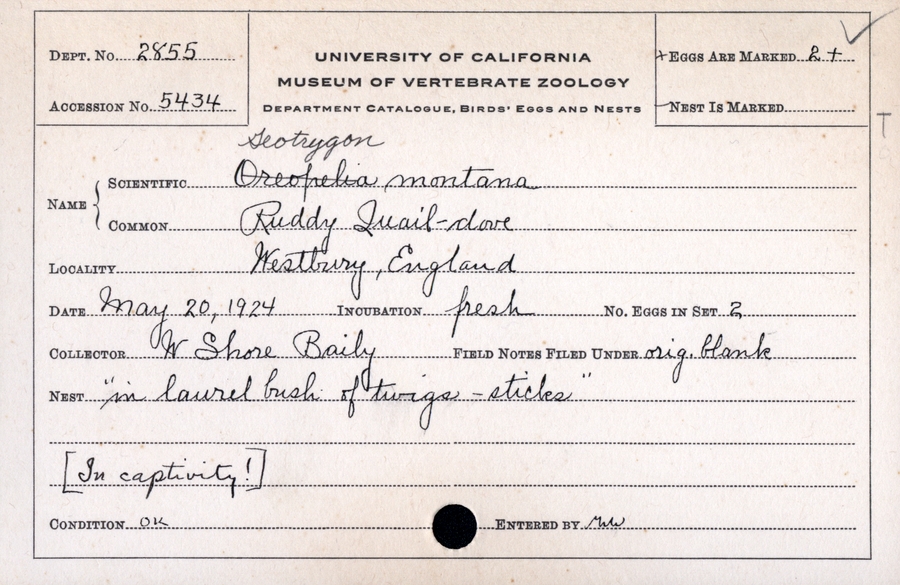 Dept. No. 2855
Accession No. 5434
UNIVERSITY OF CALIFORNIA
MUSEUM OF VERTEBRATE ZOOLOGY
Department Catalogue, Birds' Eggs and Nests
Eggs Are Marked 2+
Nest Is Marked
T
Geotrygon
Name { Scientific Oreopelia montana
Common Ruddy Quail-dove
Locality Westbury, England
Date May 20, 1924 Incubation fresh No. Eggs in Set 2
Collector W Shore Baily Field Notes Filed Under orig. blank
Nest "in laurel bush of twigs - sticks"
[In captivity!]
Condition OK Entered by